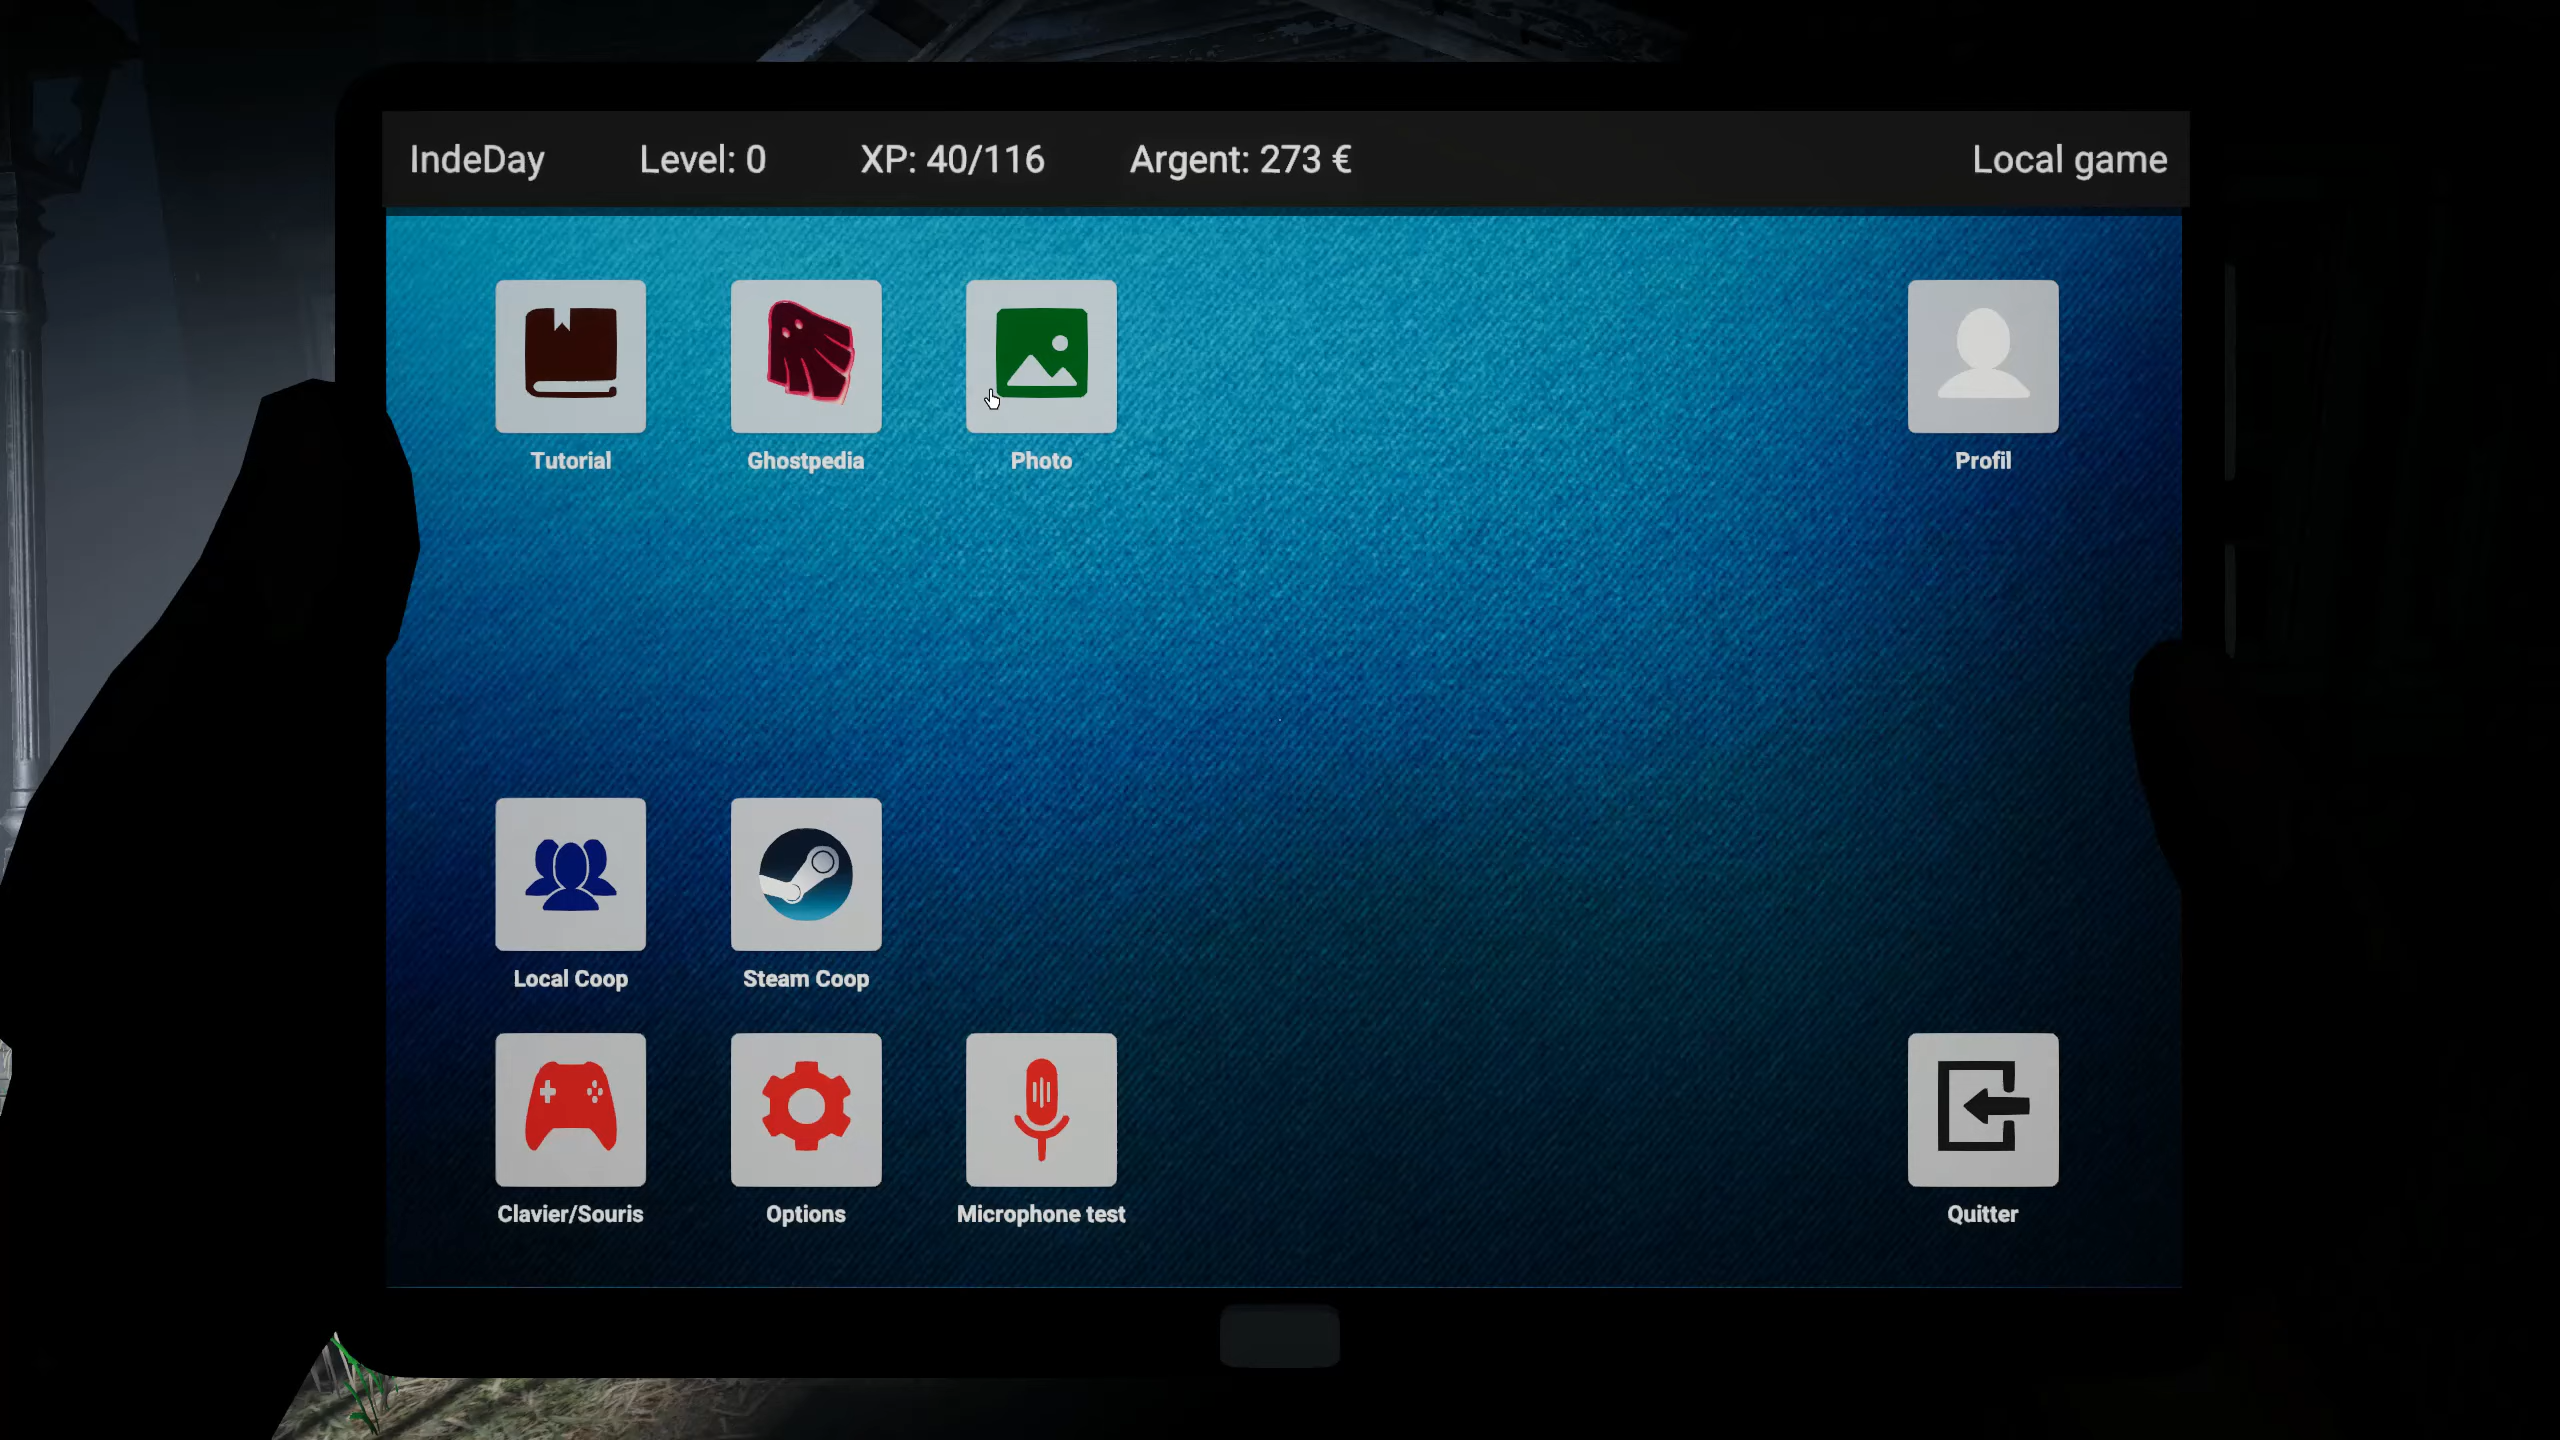 IndeDay Level: 0 XP: 40/116 Argent: 273 € Local game
Tutorial Ghostpedia Photo Profil
Local Coop Steam Coop
Clavier/Souris Options Microphone test Quitter